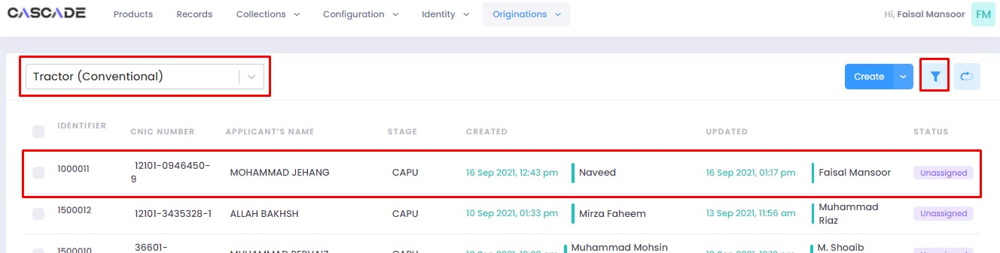 CASCADE Products Records Collections Configuration Identity Originations Hi, Faisal Mansoor FM
Tractor (Conventional) Create
IDENTIFIER CNIC NUMBER APPLICANT'S NAME STAGE CREATED UPDATED STATUS
1000011 12101-0946450-9 MOHAMMAD JEHANG CAPU 16 Sep 2021, 12:43 pm Naveed 16 Sep 2021, 01:17 pm Faisal Mansoor Unassigned
1500012 12101-3435328-1 ALLAH BAKHSH CAPU 10 Sep 2021, 01:33 pm Mirza Faheem 13 Sep 2021, 11:56 am Muhammad Riaz Unassigned
1500010 36601- MUHAMMAD PERVAIZ CAPU Muhammad Mohsin M. Shoaib Unassigned